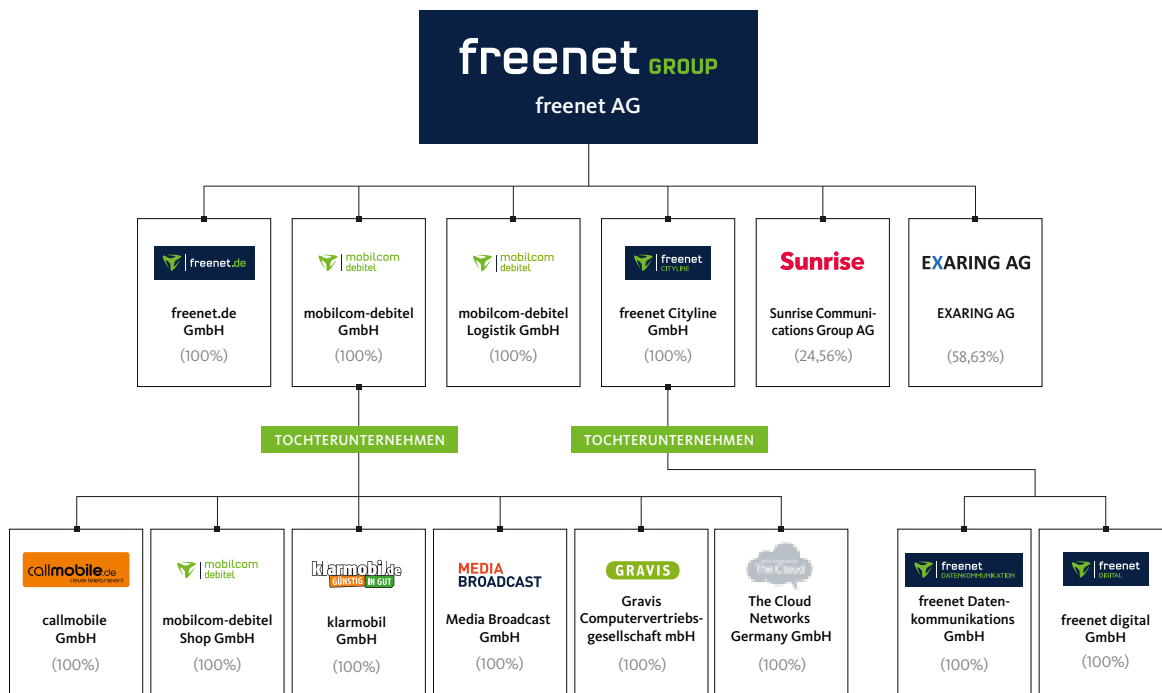 freenet GROUP
freenet AG
freenet.de
freenet.de
GmbH
(100%)
mobilcom
debitel
mobilcom-debitel
GmbH
(100%)
mobilcom
debitel
mobilcom-debitel
Logistik GmbH
(100%)
freenet
CITYLINE
freenet Cityline
GmbH
(100%)
Sunrise
Sunrise Communi-
cations Group AG
(24,56%)
EXARING AG
EXARING AG
(58,63%)
TOCHTERUNTERNEHMEN
TOCHTERUNTERNEHMEN
callmobile.de
clever telefonieren!
callmobile
GmbH
(100%)
mobilcom
debitel
mobilcom-debitel
Shop GmbH
(100%)
klarmobil.de
GÜNSTIG IN GUT
klarmobil
GmbH
(100%)
MEDIA
BROADCAST
Media Broadcast
GmbH
(100%)
GRAVIS
Gravis
Computervertriebs-
gesellschaft mbH
(100%)
The Cloud
The Cloud
Networks
Germany GmbH
(100%)
freenet
DATENKOMMUNIKATION
freenet Daten-
kommunikations
GmbH
(100%)
freenet
DIGITAL
freenet digital
GmbH
(100%)